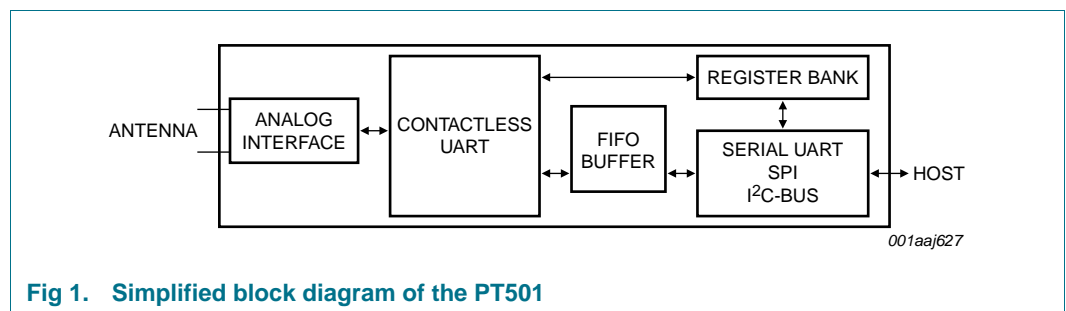 ANTENNA
ANALOG
INTERFACE
CONTACTLESS
UART
FIFO
BUFFER
REGISTER BANK
SERIAL UART
SPI
I²C-BUS
HOST
001aaj627
Fig 1. Simplified block diagram of the PT501